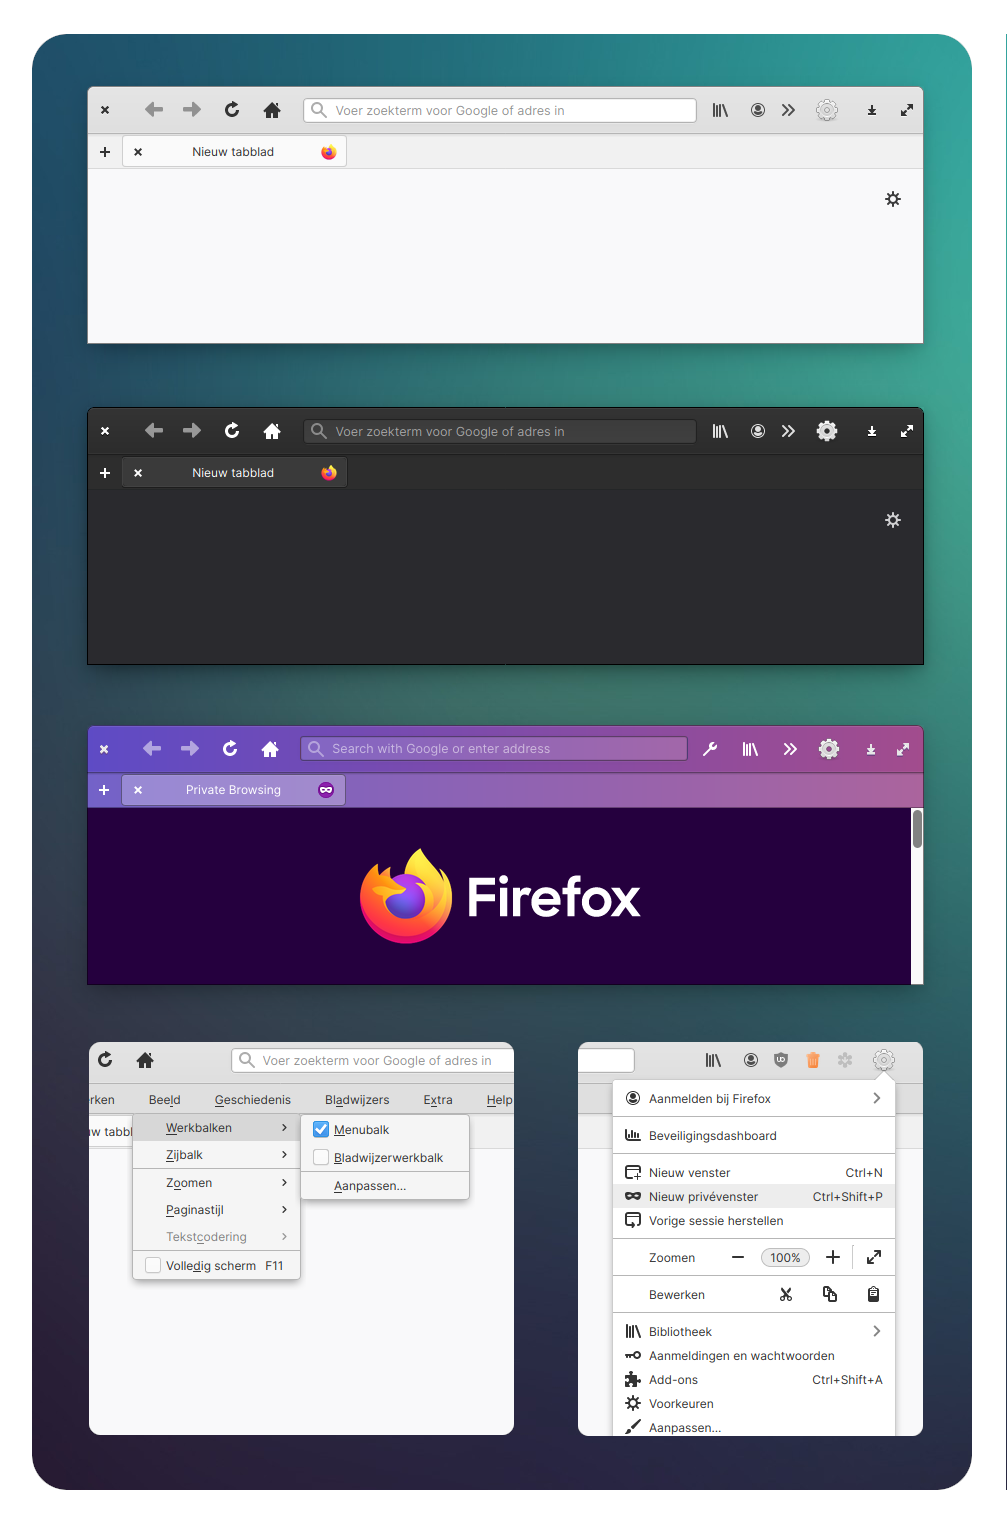 Voer zoekterm voor Google of adres in
Nieuw tabblad
Voer zoekterm voor Google of adres in
Nieuw tabblad
Search with Google or enter address
Private Browsing
Firefox
Voer zoekterm voor Google of adres in
rken Beeld Geschiedenis Bladwijzers Extra Help
uw tabbl
Werkbalken
Zijbalk
Zoomen
Paginastijl
Tekstcodering
Volledig scherm F11
Menubalk
Bladwijzerwerkbalk
Aanpassen...
UD
Aanmelden bij Firefox
Beveiligingsdashboard
Nieuw venster Ctrl+N
Nieuw privévenster Ctrl+Shift+P
Vorige sessie herstellen
Zoomen 100%
Bewerken
Bibliotheek
Aanmeldingen en wachtwoorden
Add-ons Ctrl+Shift+A
Voorkeuren
Aanpassen...